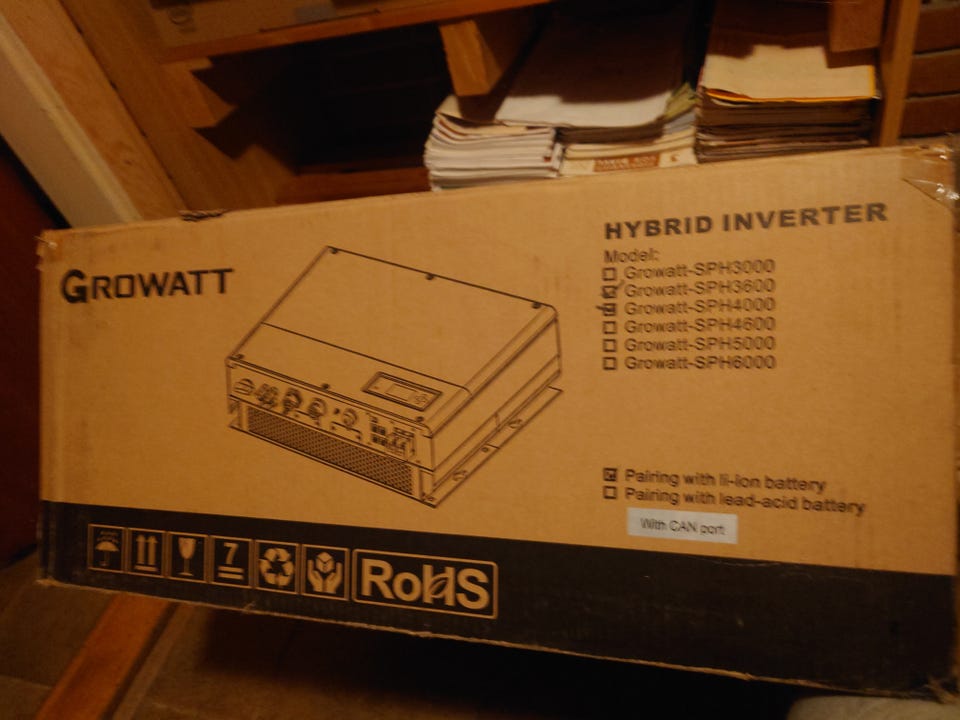 GROWATT
HYBRID INVERTER
Model:
Growatt-SPH3000
Growatt-SPH3600
Growatt-SPH4000
Growatt-SPH4600
Growatt-SPH5000
Growatt-SPH6000
Pairing with li-ion battery
Pairing with lead-acid battery
With CAN port
7
RoHS